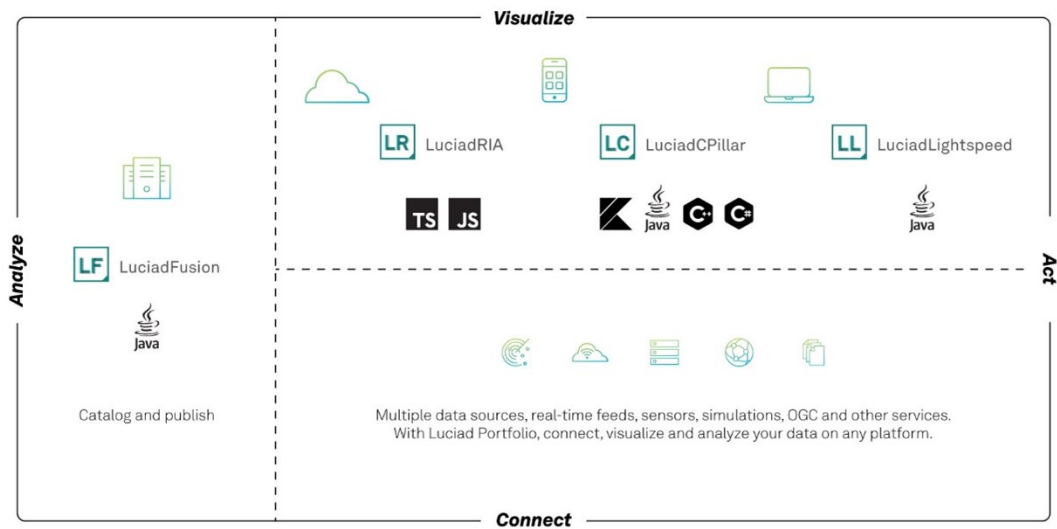 Visualize
LR LuciadRIA
LC LuciadCPillar
LL LuciadLightspeed
TS JS
Java C++ C#
Java
Analyze
LF LuciadFusion
Java
Catalog and publish
Act
Multiple data sources, real-time feeds, sensors, simulations, OGC and other services.
With Luciad Portfolio, connect, visualize and analyze your data on any platform.
Connect